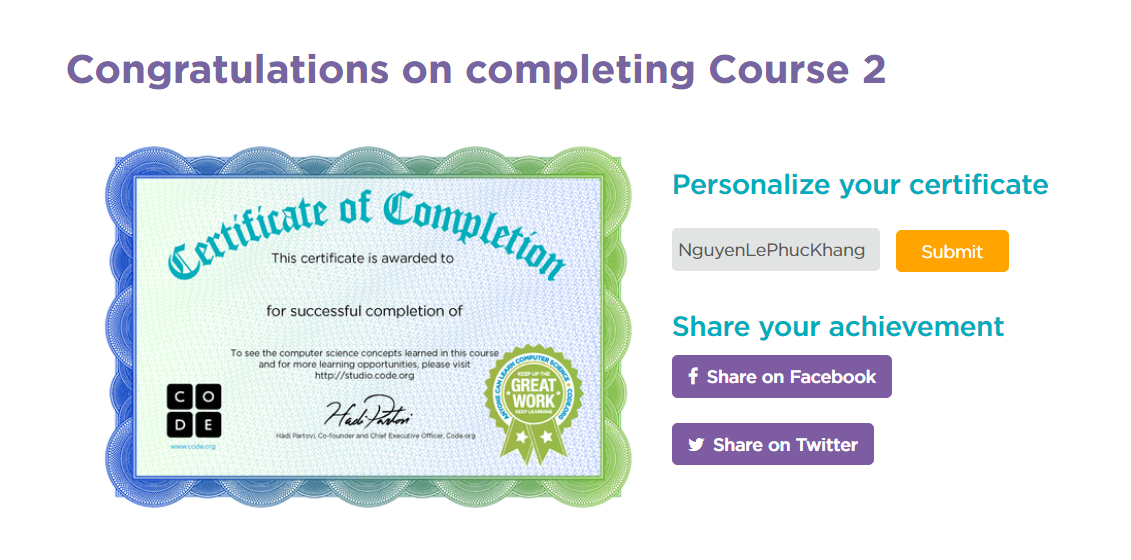 Congratulations on completing Course 2
Certificate of Completion
This certificate is awarded to
for successful completion of
To see the computer science concepts learned in this course
and for more learning opportunities, please visit
http://studio.code.org
C O
D E
www.code.org
Hadi Partovi
Hadi Partovi, Co-founder and Chief Executive Officer, Code.org
ANYONE CAN LEARN COMPUTER SCIENCE • CODE.ORG
KEEP UP THE
GREAT
WORK
KEEP LEARNING
Personalize your certificate
NguyenLePhucKhang
Submit
Share your achievement
f Share on Facebook
Share on Twitter